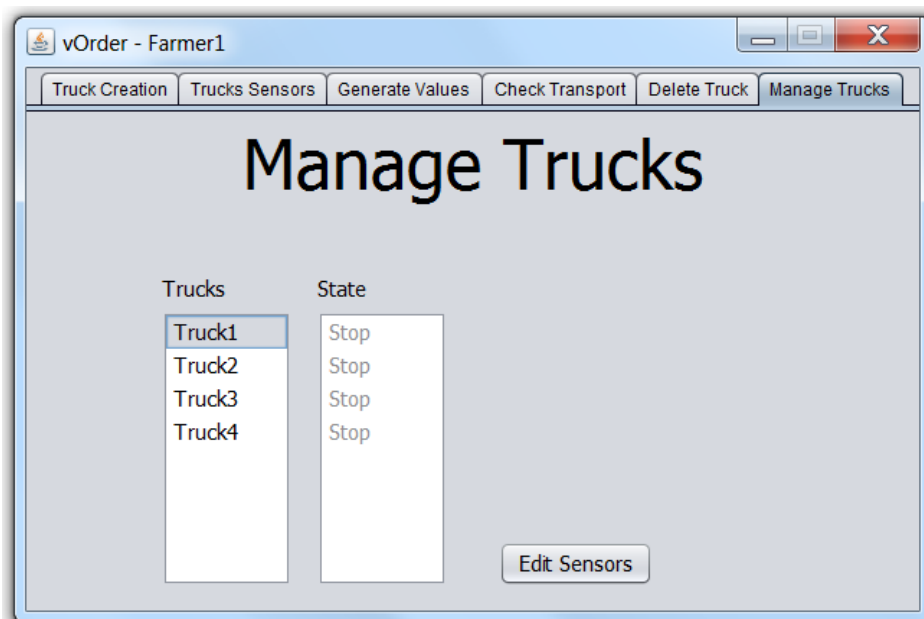 vOrder - Farmer1
Truck Creation Trucks Sensors Generate Values Check Transport Delete Truck Manage Trucks
Manage Trucks
Trucks State
Truck1 Stop
Truck2 Stop
Truck3 Stop
Truck4 Stop
Edit Sensors